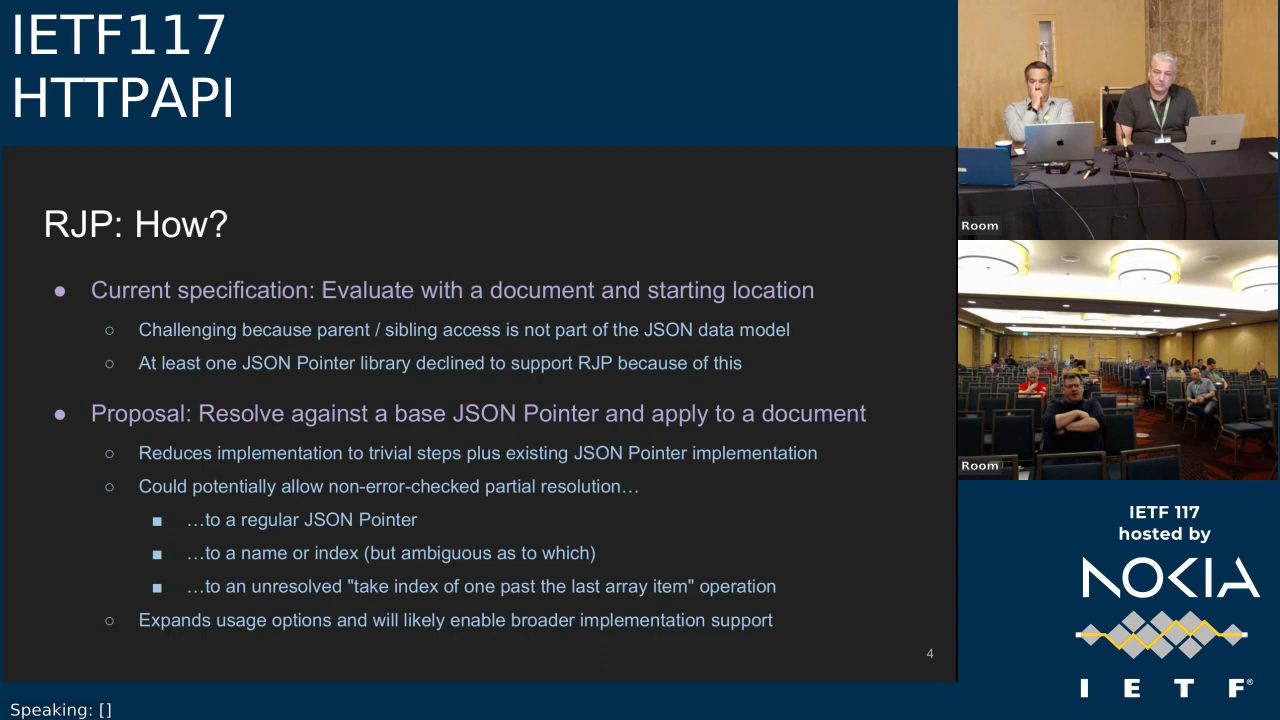 IETF117
HTTPAPI
RJP: How?
● Current specification: Evaluate with a document and starting location
○ Challenging because parent / sibling access is not part of the JSON data model
○ At least one JSON Pointer library declined to support RJP because of this
● Proposal: Resolve against a base JSON Pointer and apply to a document
○ Reduces implementation to trivial steps plus existing JSON Pointer implementation
○ Could potentially allow non-error-checked partial resolution…
■ …to a regular JSON Pointer
■ …to a name or index (but ambiguous as to which)
■ …to an unresolved "take index of one past the last array item" operation
○ Expands usage options and will likely enable broader implementation support
4
Room
Room
IETF 117
hosted by
NOKIA
IETF®
Speaking: []